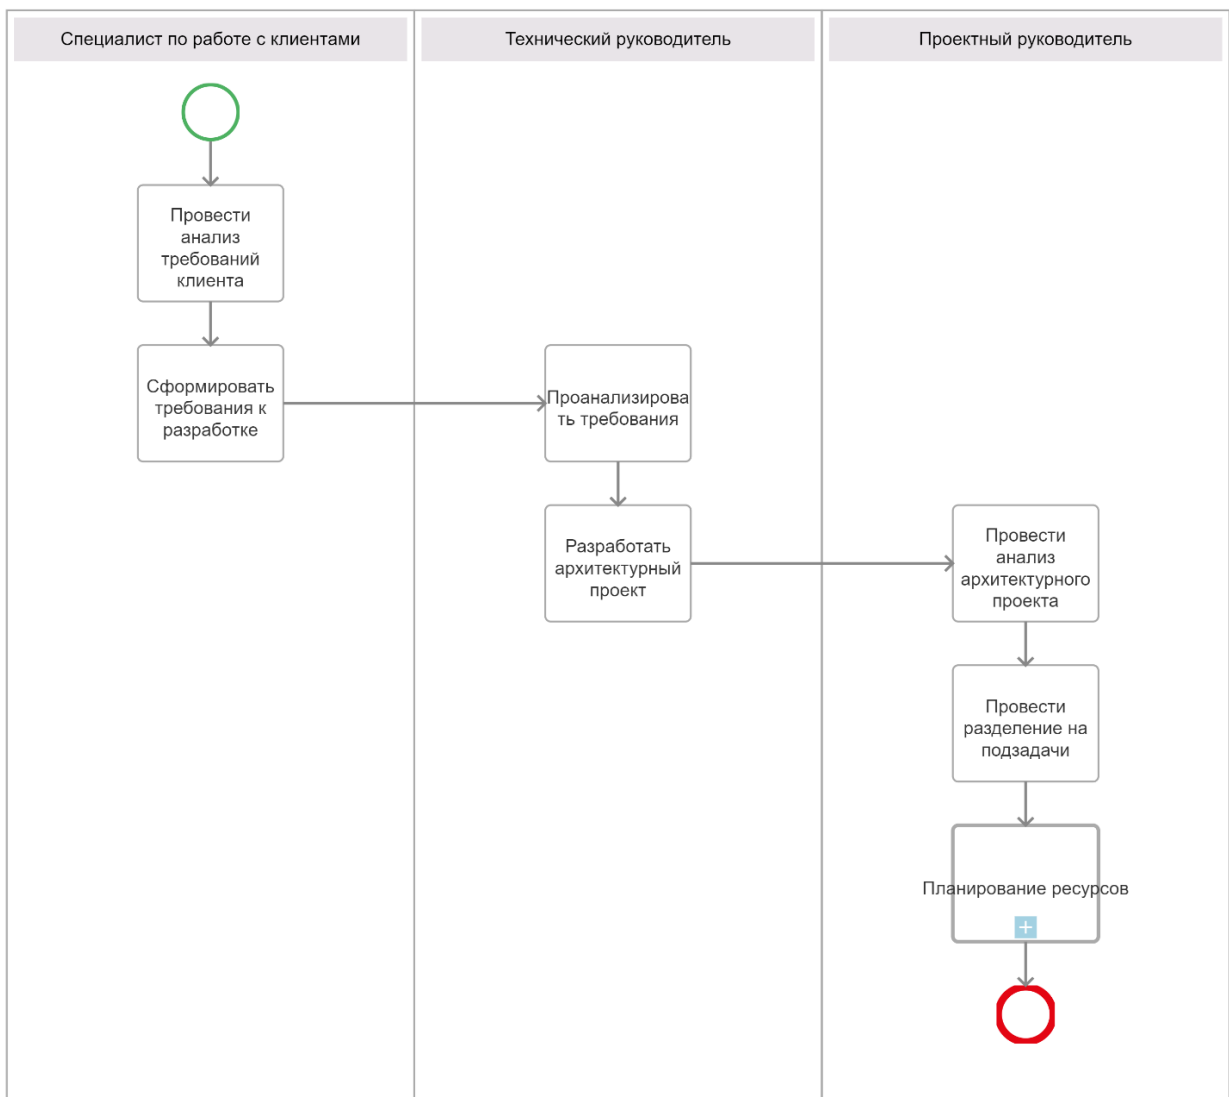 Специалист по работе с клиентами
Технический руководитель
Проектный руководитель
Провести
анализ
требований
клиента
Сформировать
требования к
разработке
Проанализирова
ть требования
Разработать
архитектурный
проект
Провести
анализ
архитектурного
проекта
Провести
разделение на
подзадачи
Планирование ресурсов